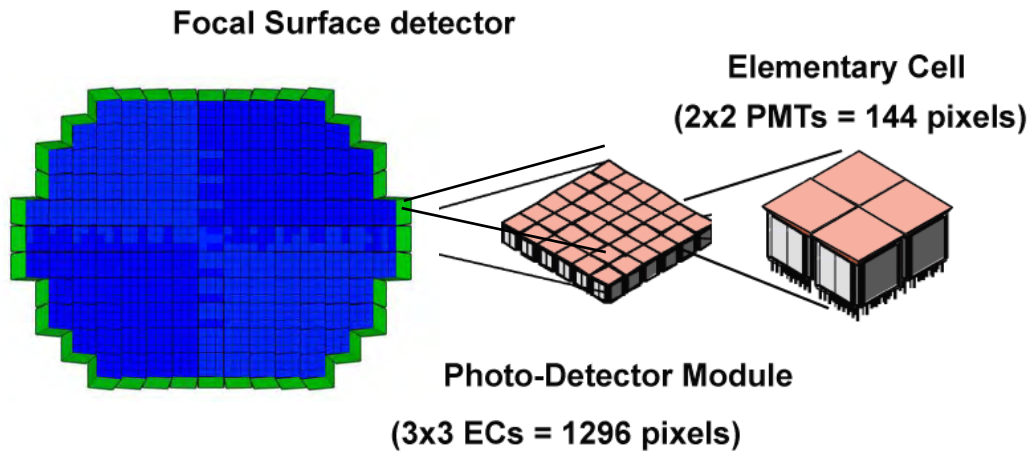 Focal Surface detector
Elementary Cell
(2x2 PMTs = 144 pixels)
Photo-Detector Module
(3x3 ECs = 1296 pixels)